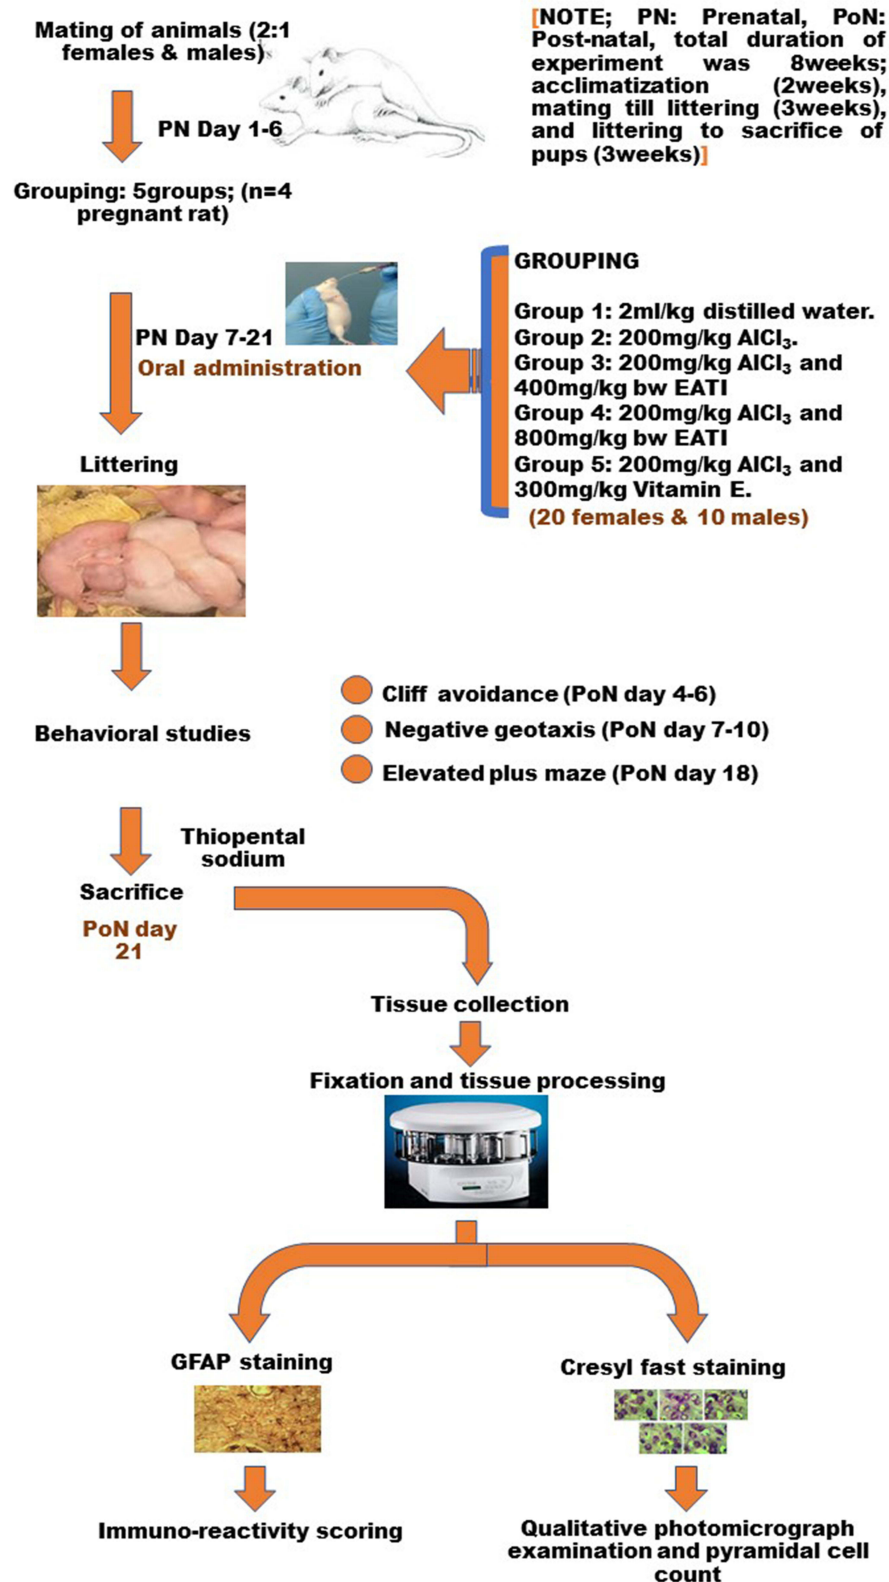 Mating of animals (2:1
females & males)
PN Day 1-6
[NOTE; PN: Prenatal, PoN:
Post-natal, total duration of
experiment was 8weeks;
acclimatization (2weeks),
mating till littering (3weeks),
and littering to sacrifice of
pups (3weeks)]
Grouping: 5groups; (n=4
pregnant rat)
PN Day 7-21
Oral administration
GROUPING
Group 1: 2ml/kg distilled water.
Group 2: 200mg/kg AlCl₃.
Group 3: 200mg/kg AlCl₃ and
400mg/kg bw EATI
Group 4: 200mg/kg AlCl₃ and
800mg/kg bw EATI
Group 5: 200mg/kg AlCl₃ and
300mg/kg Vitamin E.
(20 females & 10 males)
Littering
Behavioral studies
Cliff avoidance (PoN day 4-6)
Negative geotaxis (PoN day 7-10)
Elevated plus maze (PoN day 18)
Thiopental
sodium
Sacrifice
PoN day
21
Tissue collection
Fixation and tissue processing
GFAP staining
Cresyl fast staining
Immuno-reactivity scoring
Qualitative photomicrograph
examination and pyramidal cell
count